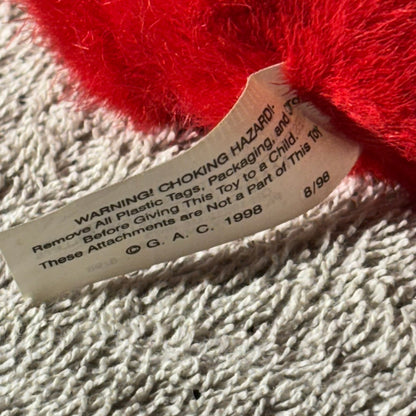 WARNING! CHOKING HAZARD!-
Remove All Plastic Tags, Packaging, and
Before Giving This Toy to a Child.
These Attachments are Not a Part of This Toy
© G. A. C. 1998 8/98